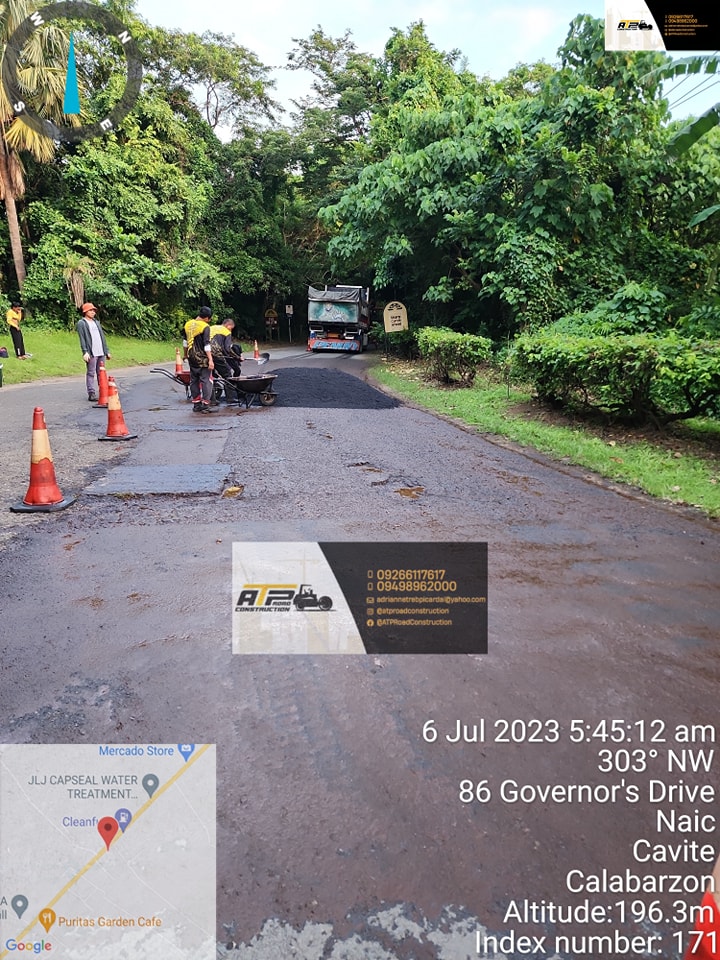 N
W
S
E
ATP
ROAD
CONSTRUCTION
09266117617
09498962000
adriannetrebpicarda@yahoo.com
@atproadconstruction
@ATPRoadConstruction
6 Jul 2023 5:45:12 am
303° NW
86 Governor's Drive
Naic
Cavite
Calabarzon
Altitude:196.3m
Index number: 171
Mercado Store
JLJ CAPSEAL WATER
TREATMENT...
Cleanf
Puritas Garden Cafe
Google